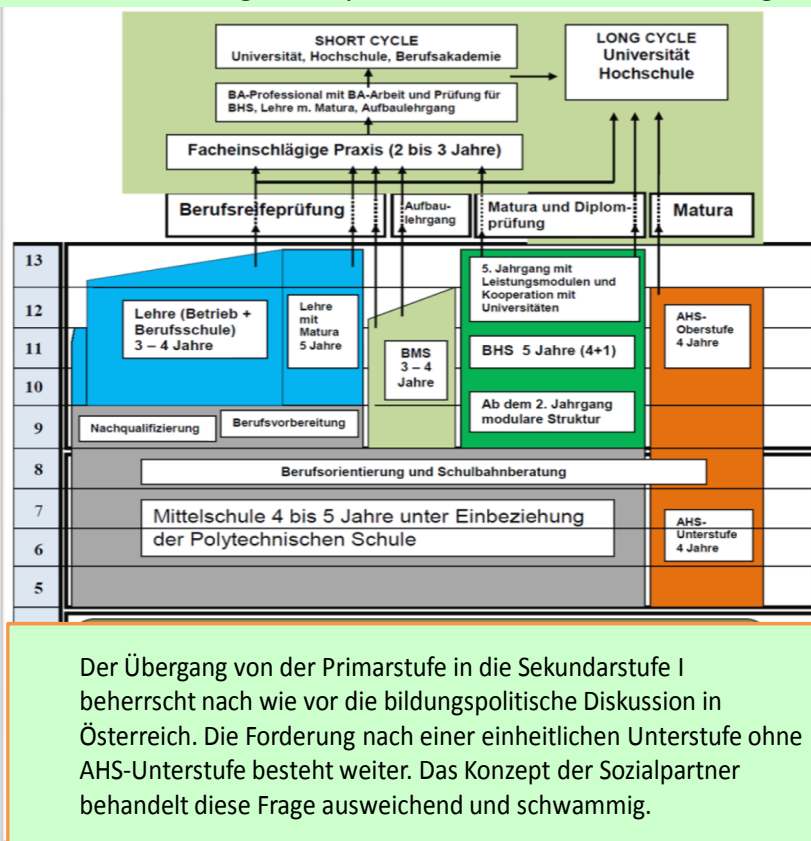 SHORT CYCLE
Universität, Hochschule, Berufsakademie
LONG CYCLE
Universität
Hochschule
BA-Professional mit BA-Arbeit und Prüfung für
BHS, Lehre m. Matura, Aufbaulehrgang
Facheinschlägige Praxis (2 bis 3 Jahre)
Berufsreifeprüfung
Aufbau-
lehrgang
Matura und Diplom-
prüfung
Matura
13
12
11
10
9
8
7
6
5
Lehre (Betrieb +
Berufsschule)
3 – 4 Jahre
Lehre
mit
Matura
5 Jahre
BMS
3 – 4
Jahre
5. Jahrgang mit
Leistungsmodulen und
Kooperation mit
Universitäten
BHS 5 Jahre (4+1)
Ab dem 2. Jahrgang
modulare Struktur
AHS-
Oberstufe
4 Jahre
Nachqualifizierung
Berufsvorbereitung
Berufsorientierung und Schulbahnberatung
Mittelschule 4 bis 5 Jahre unter Einbeziehung
der Polytechnischen Schule
AHS-
Unterstufe
4 Jahre
Der Übergang von der Primarstufe in die Sekundarstufe I
beherrscht nach wie vor die bildungspolitische Diskussion in
Österreich. Die Forderung nach einer einheitlichen Unterstufe ohne
AHS-Unterstufe besteht weiter. Das Konzept der Sozialpartner
behandelt diese Frage ausweichend und schwammig.